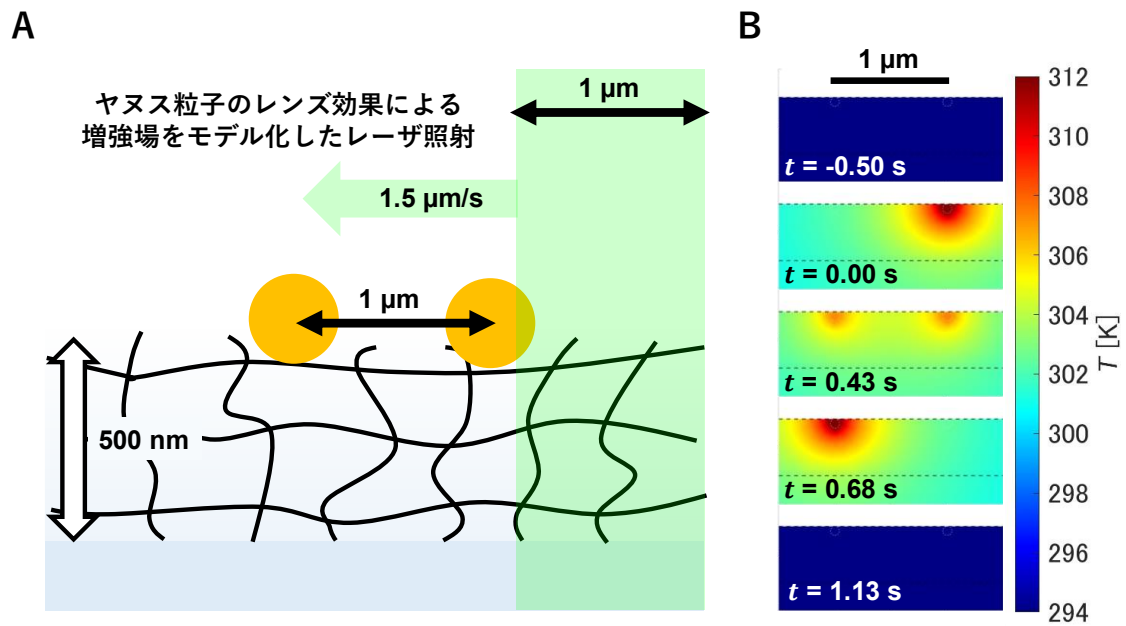 A
ヤヌス粒子のレンズ効果による
増強場をモデル化したレーザ照射
1 µm
1.5 µm/s
1 µm
500 nm
B
1 µm
t = -0.50 s
t = 0.00 s
t = 0.43 s
t = 0.68 s
t = 1.13 s
312
310
308
306
304
302
300
298
296
294
T [K]